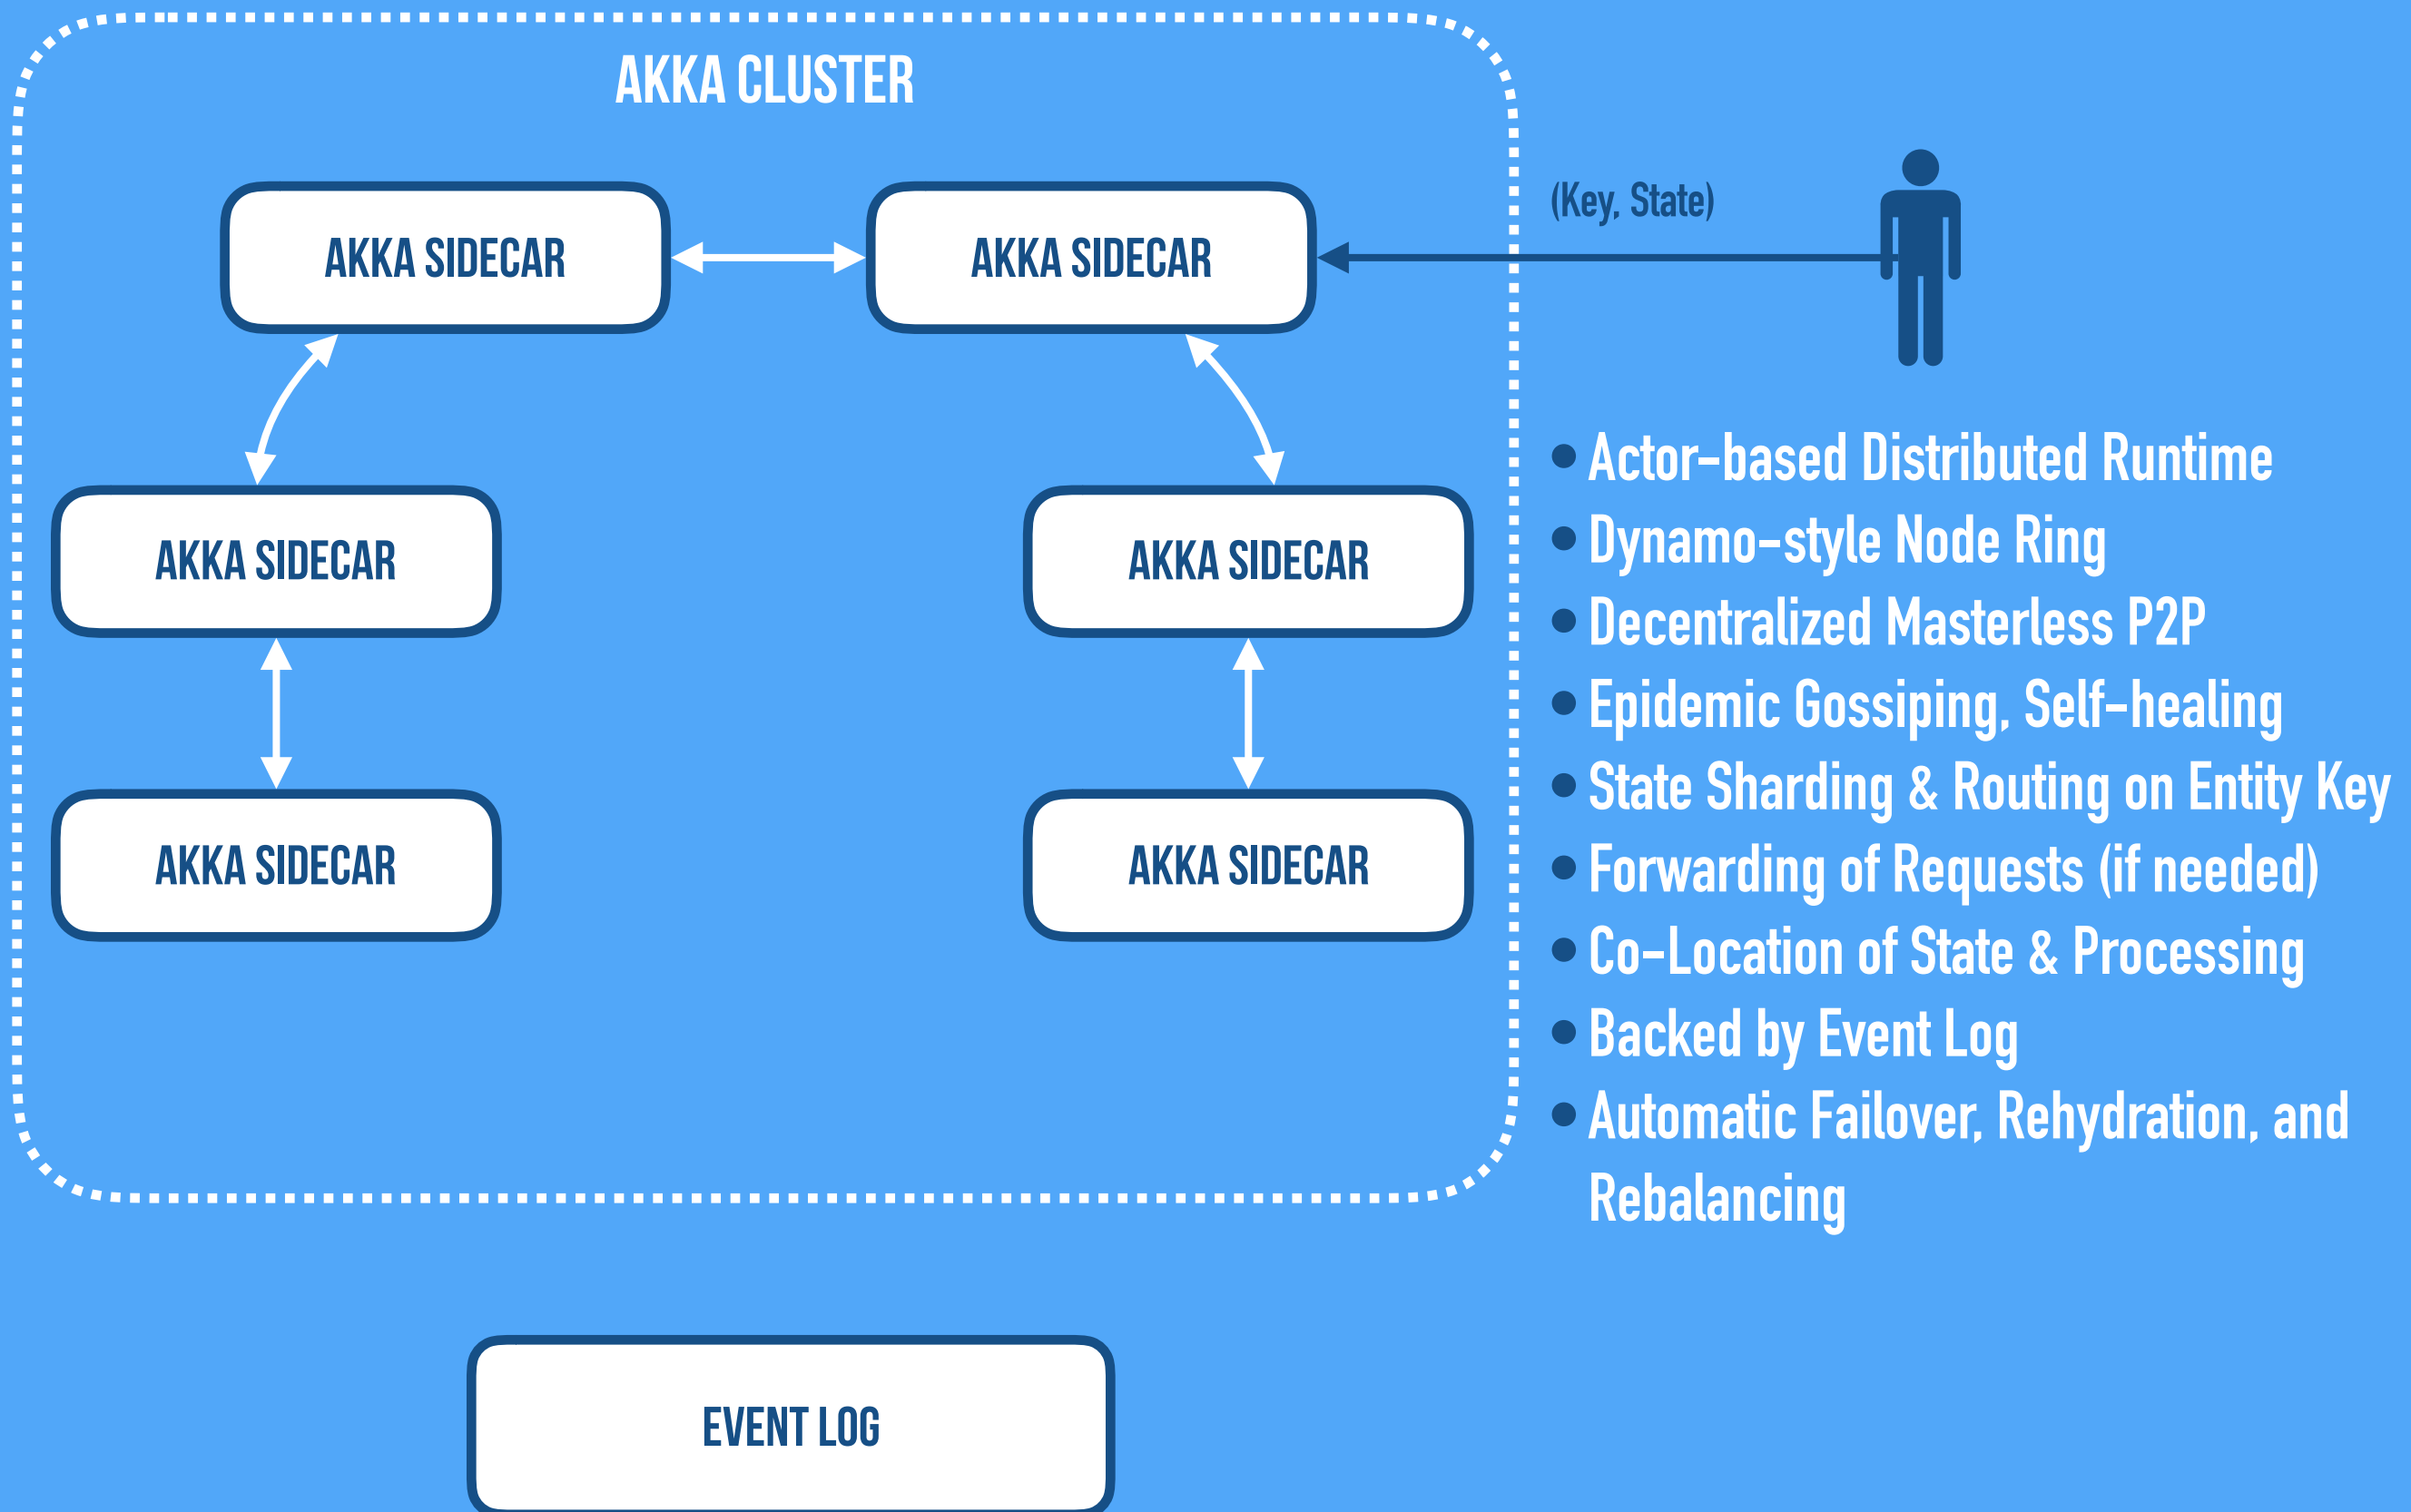 AKKA CLUSTER
AKKA SIDECAR
AKKA SIDECAR
(Key, State)
AKKA SIDECAR
AKKA SIDECAR
AKKA SIDECAR
AKKA SIDECAR
• Actor-based Distributed Runtime
• Dynamo-style Node Ring
• Decentralized Masterless P2P
• Epidemic Gossiping, Self-healing
• State Sharding & Routing on Entity Key
• Forwarding of Requests (if needed)
• Co-Location of State & Processing
• Backed by Event Log
• Automatic Failover, Rehydration, and
Rebalancing
EVENT LOG